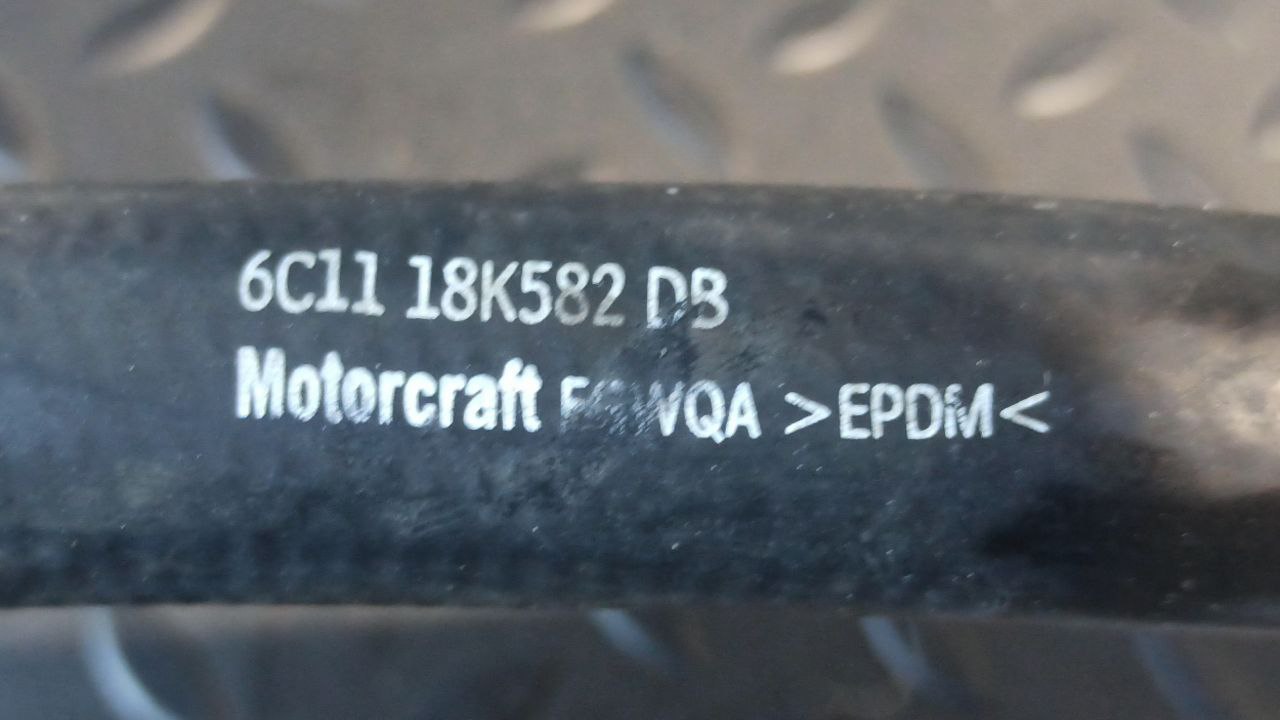 6C11 18K582 DB
Motorcraft >EPDM<